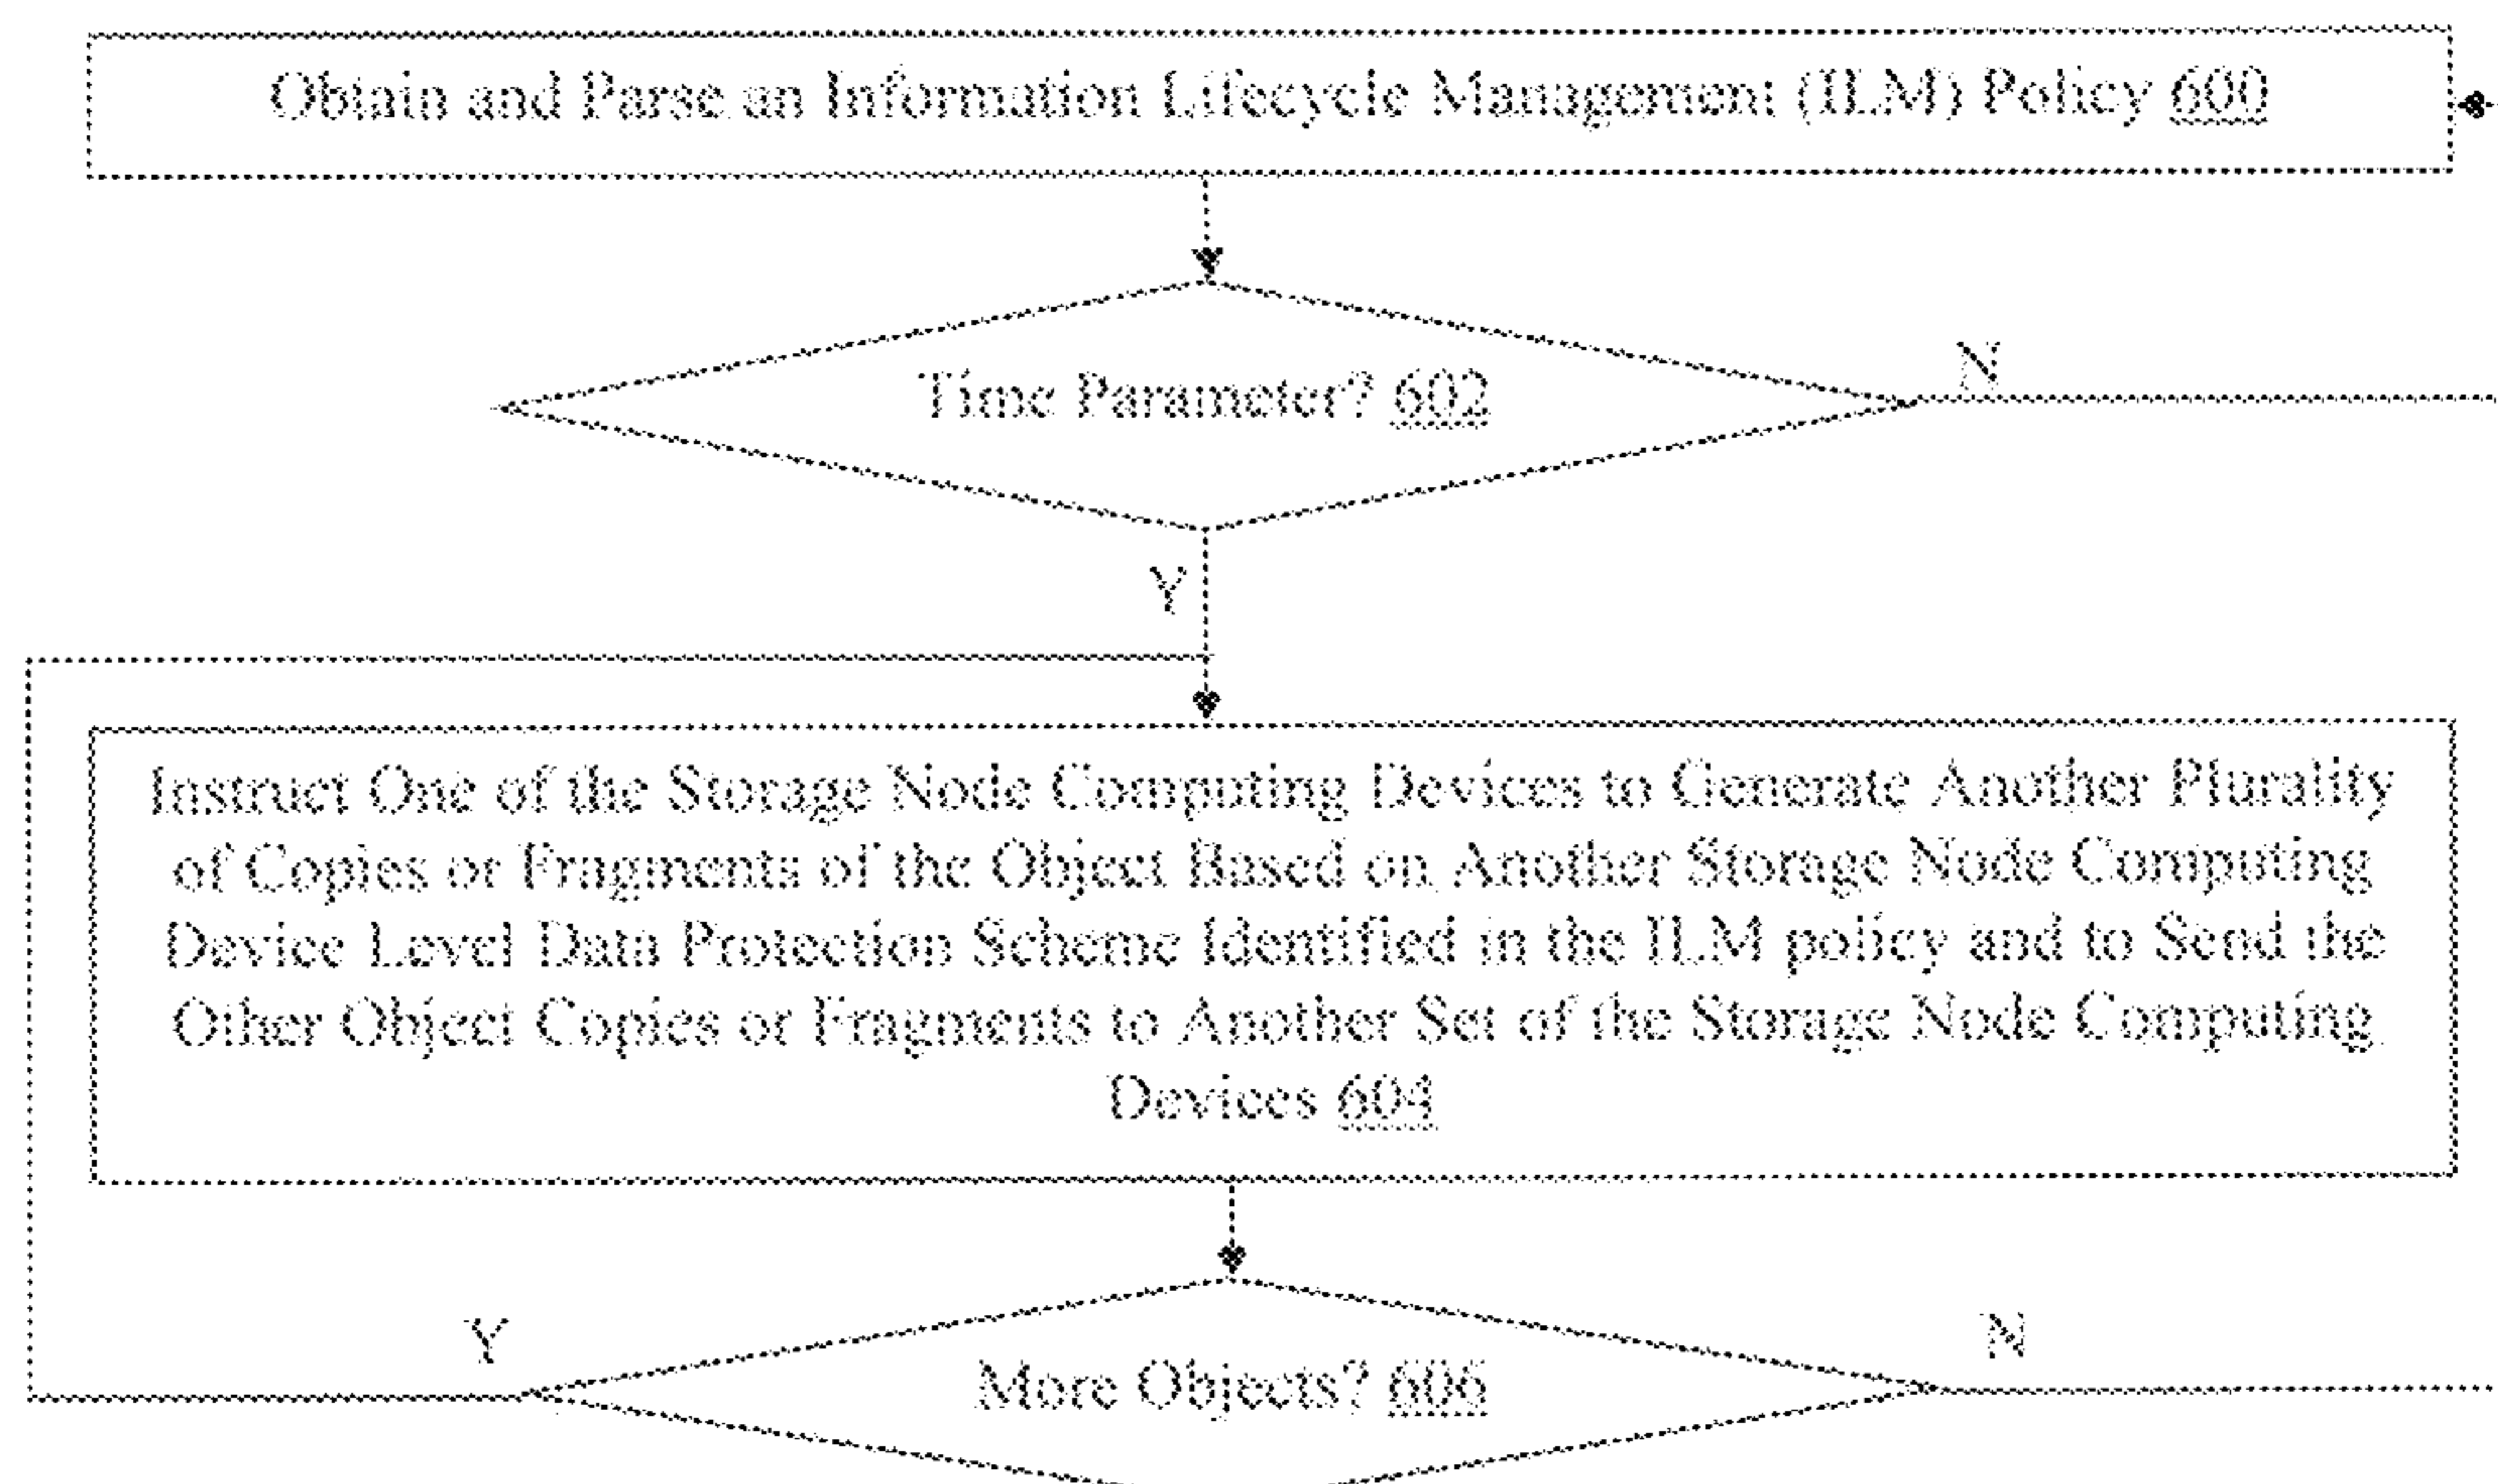 Obtain and Parse an Information Lifecycle Management (ILM) Policy 600
Time Parameter? 602
N
Y
Instruct One of the Storage Node Computing Devices to Generate Another Plurality
of Copies or Fragments of the Object Based on Another Storage Node Computing
Device Level Data Protection Scheme Identified in the ILM policy and to Send the
Other Object Copies or Fragments to Another Set of the Storage Node Computing
Devices 604
Y
N
More Objects? 606